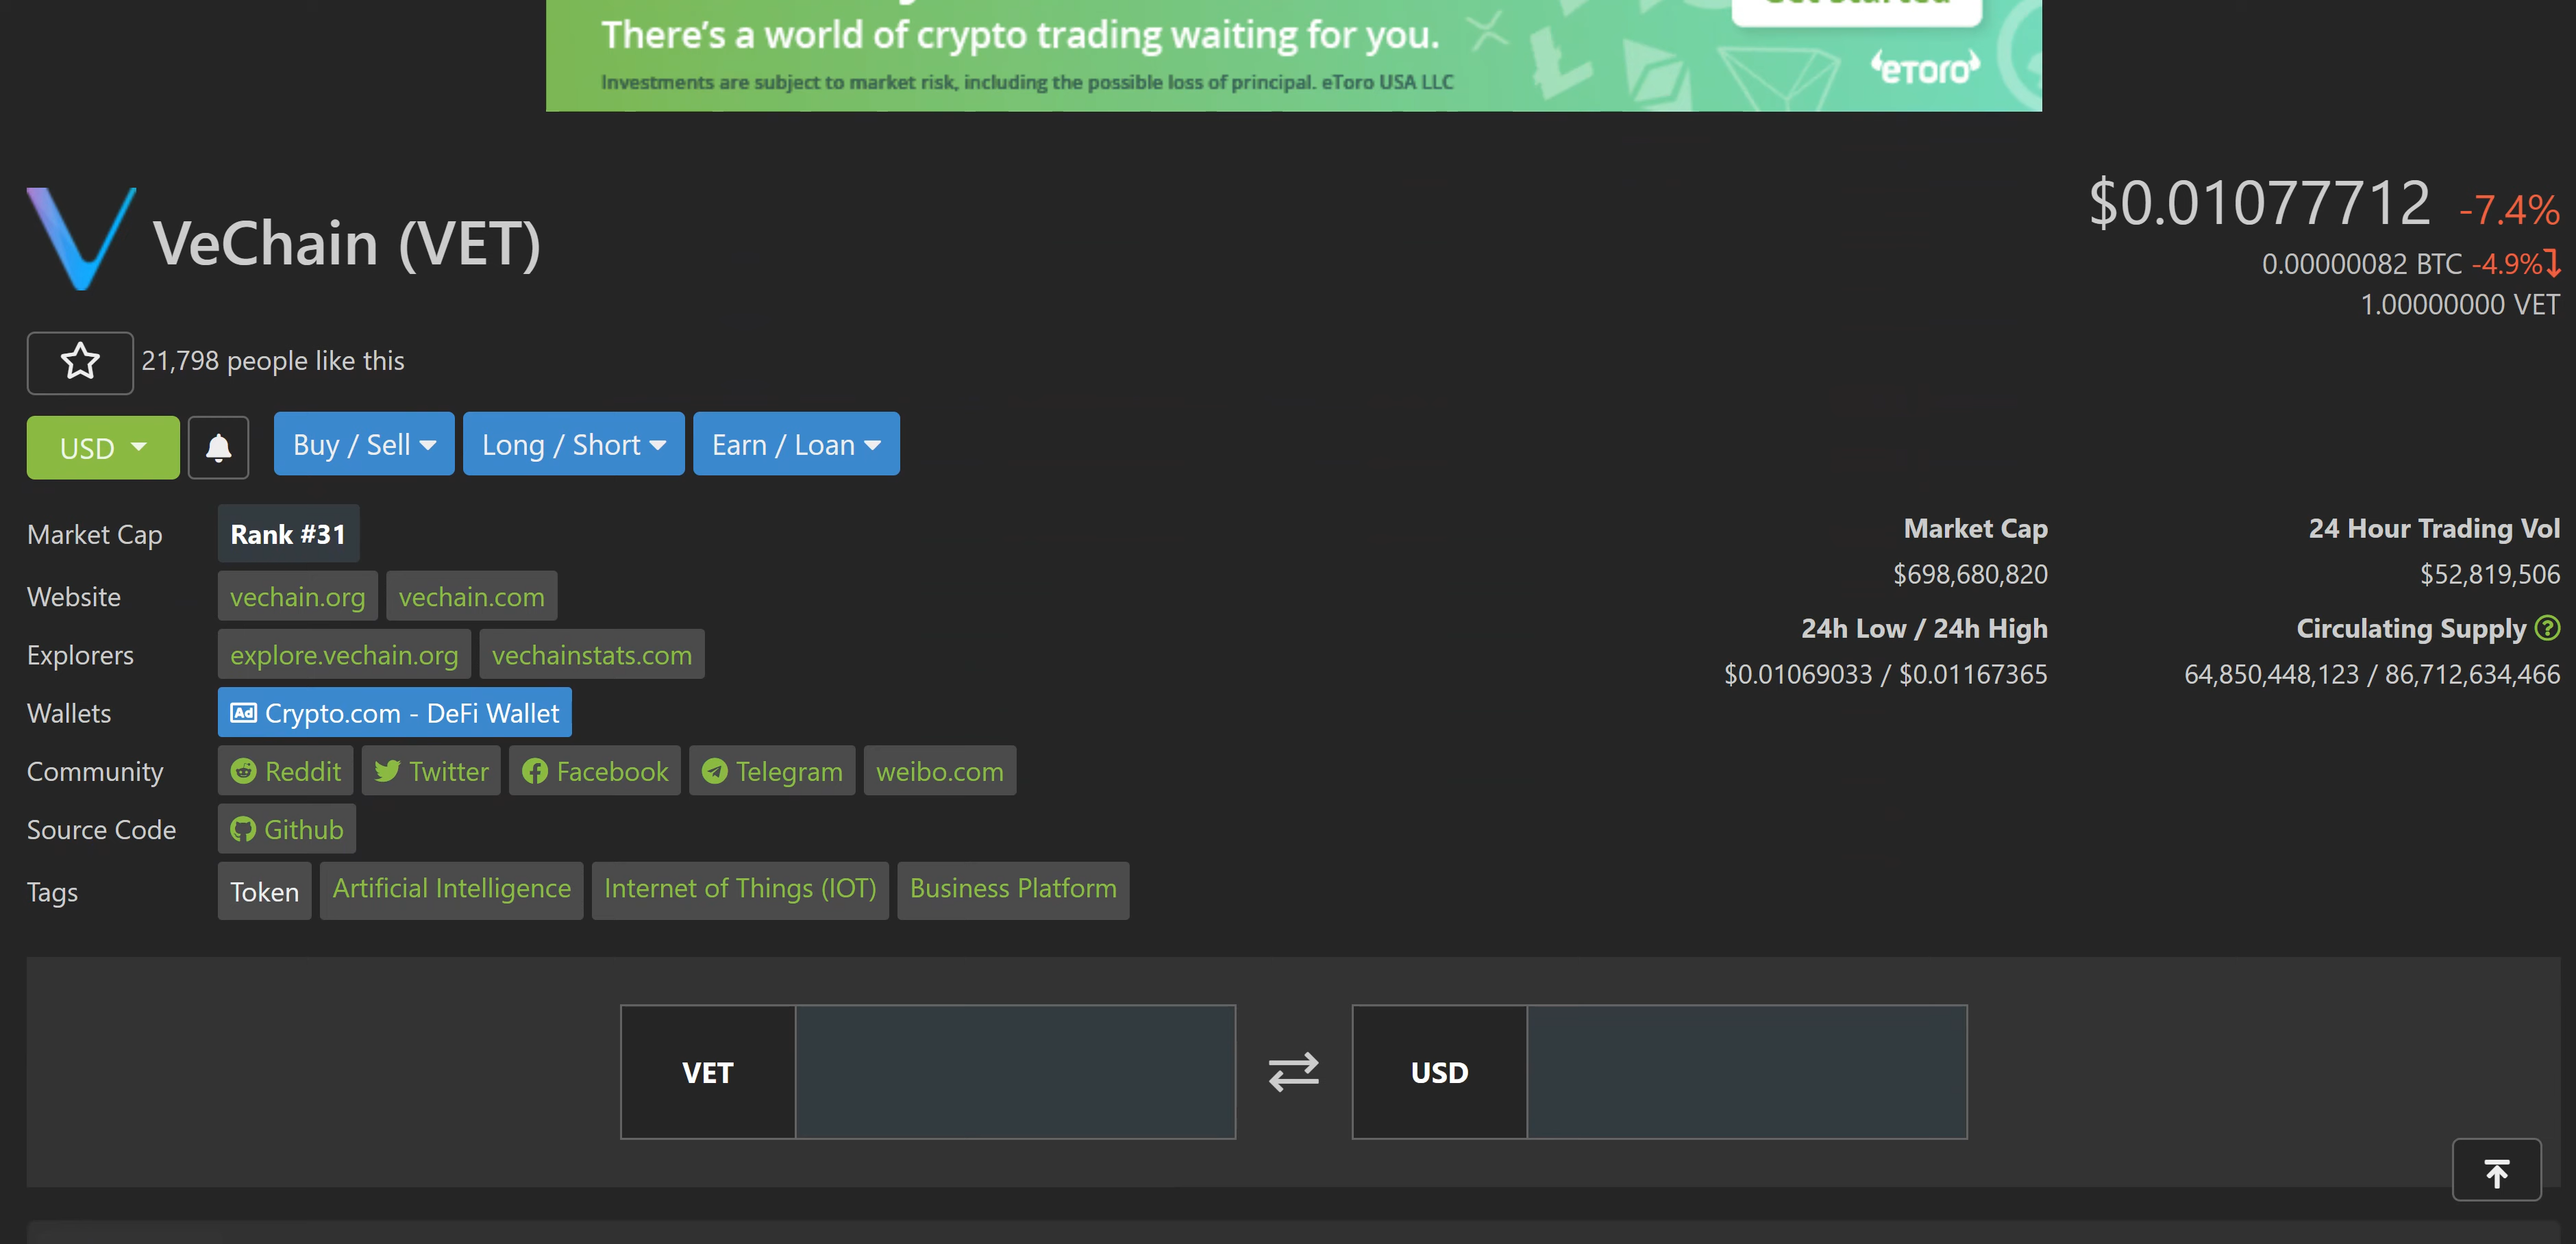 There's a world of crypto trading waiting for you.
Investments are subject to market risk, including the possible loss of principal. eToro USA LLC
eToro
VeChain (VET)
$0.01077712 -7.4%
0.00000082 BTC -4.9%
1.00000000 VET
21,798 people like this
USD
Buy / Sell
Long / Short
Earn / Loan
Market Cap Rank #31
Website vechain.org vechain.com
Explorers explore.vechain.org vechainstats.com
Wallets Ad Crypto.com - DeFi Wallet
Community Reddit Twitter Facebook Telegram weibo.com
Source Code Github
Tags Token Artificial Intelligence Internet of Things (IOT) Business Platform
Market Cap 24 Hour Trading Vol
$698,680,820 $52,819,506
24h Low / 24h High Circulating Supply ?
$0.01069033 / $0.01167365 64,850,448,123 / 86,712,634,466
VET USD